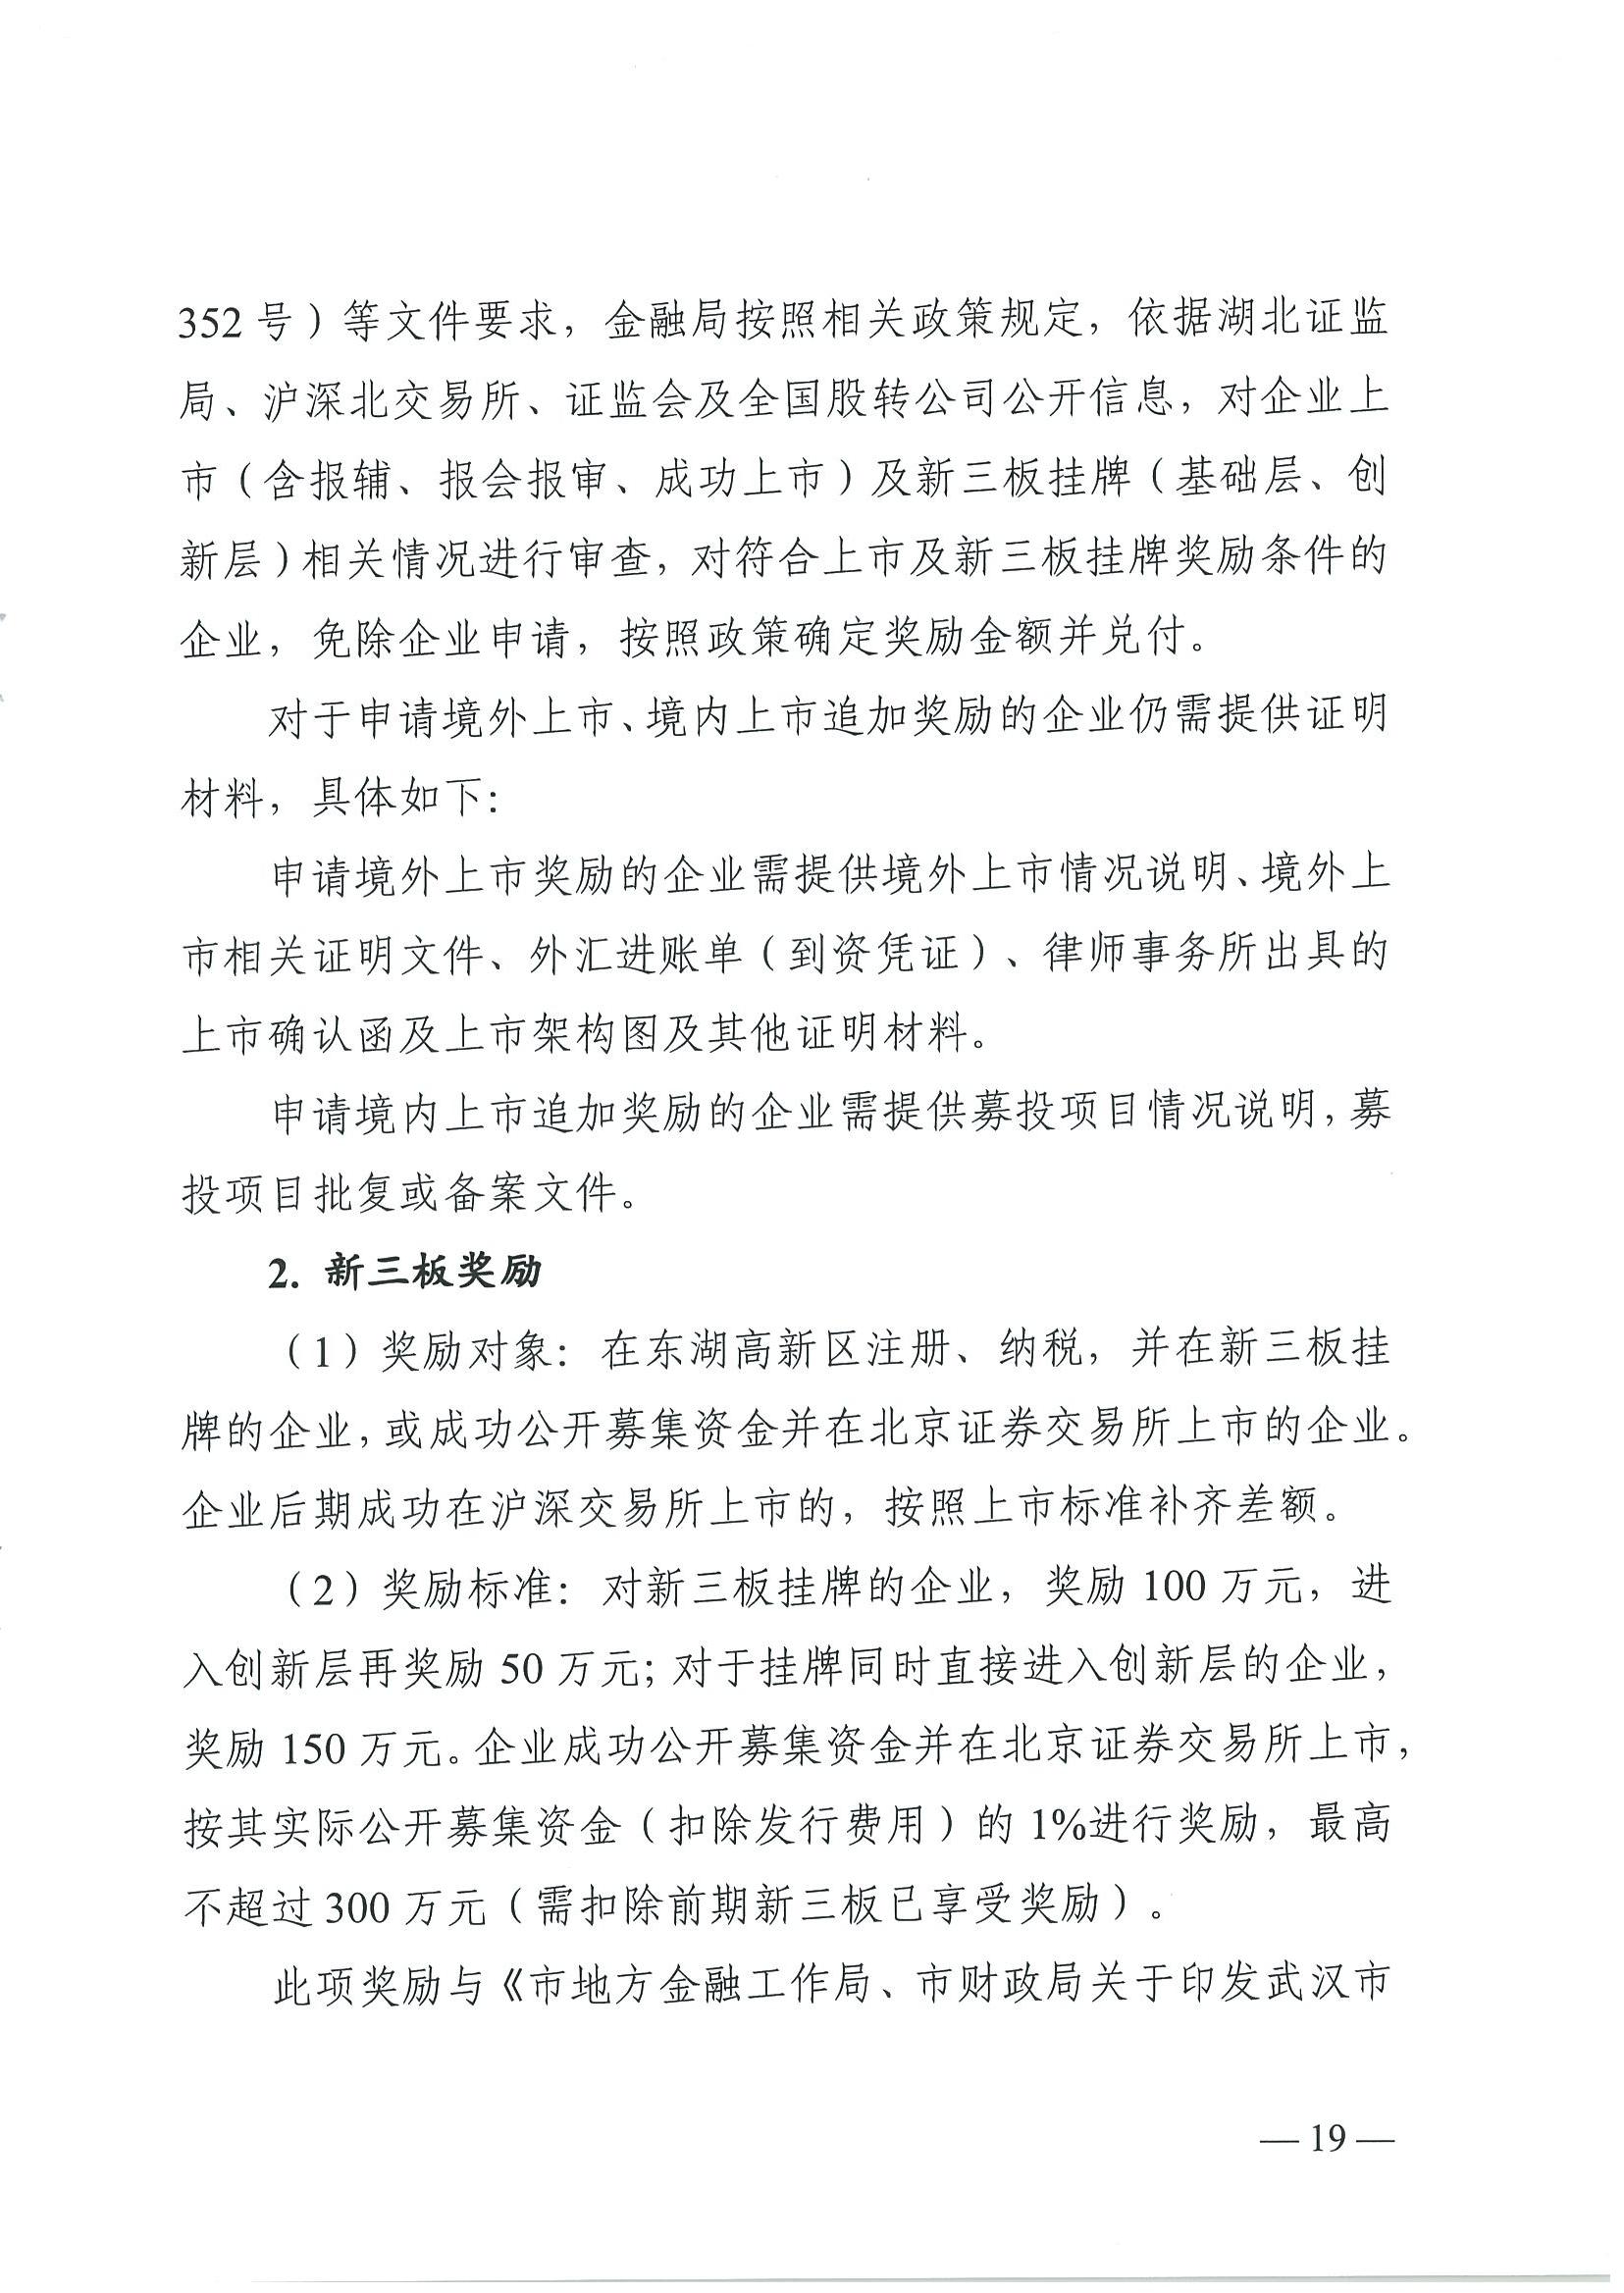 352 号）等文件要求，金融局按照相关政策规定，依据湖北证监
局、沪深北交易所、证监会及全国股转公司公开信息，对企业上
市（含报辅、报会报审、成功上市）及新三板挂牌（基础层、创
新层）相关情况进行审查，对符合上市及新三板挂牌奖励条件的
企业，免除企业申请，按照政策确定奖励金额并兑付。
对于申请境外上市、境内上市追加奖励的企业仍需提供证明
材料，具体如下：
申请境外上市奖励的企业需提供境外上市情况说明、境外上
市相关证明文件、外汇进账单（到资凭证）、律师事务所出具的
上市确认函及上市架构图及其他证明材料。
申请境内上市追加奖励的企业需提供募投项目情况说明，募
投项目批复或备案文件。
2. 新三板奖励
（1）奖励对象：在东湖高新区注册、纳税，并在新三板挂
牌的企业，或成功公开募集资金并在北京证券交易所上市的企业。
企业后期成功在沪深交易所上市的，按照上市标准补齐差额。
（2）奖励标准：对新三板挂牌的企业，奖励 100 万元，进
入创新层再奖励 50 万元；对于挂牌同时直接进入创新层的企业，
奖励 150 万元。企业成功公开募集资金并在北京证券交易所上市，
按其实际公开募集资金（扣除发行费用）的 1%进行奖励，最高
不超过 300 万元（需扣除前期新三板已享受奖励）。
此项奖励与《市地方金融工作局、市财政局关于印发武汉市
— 19 —